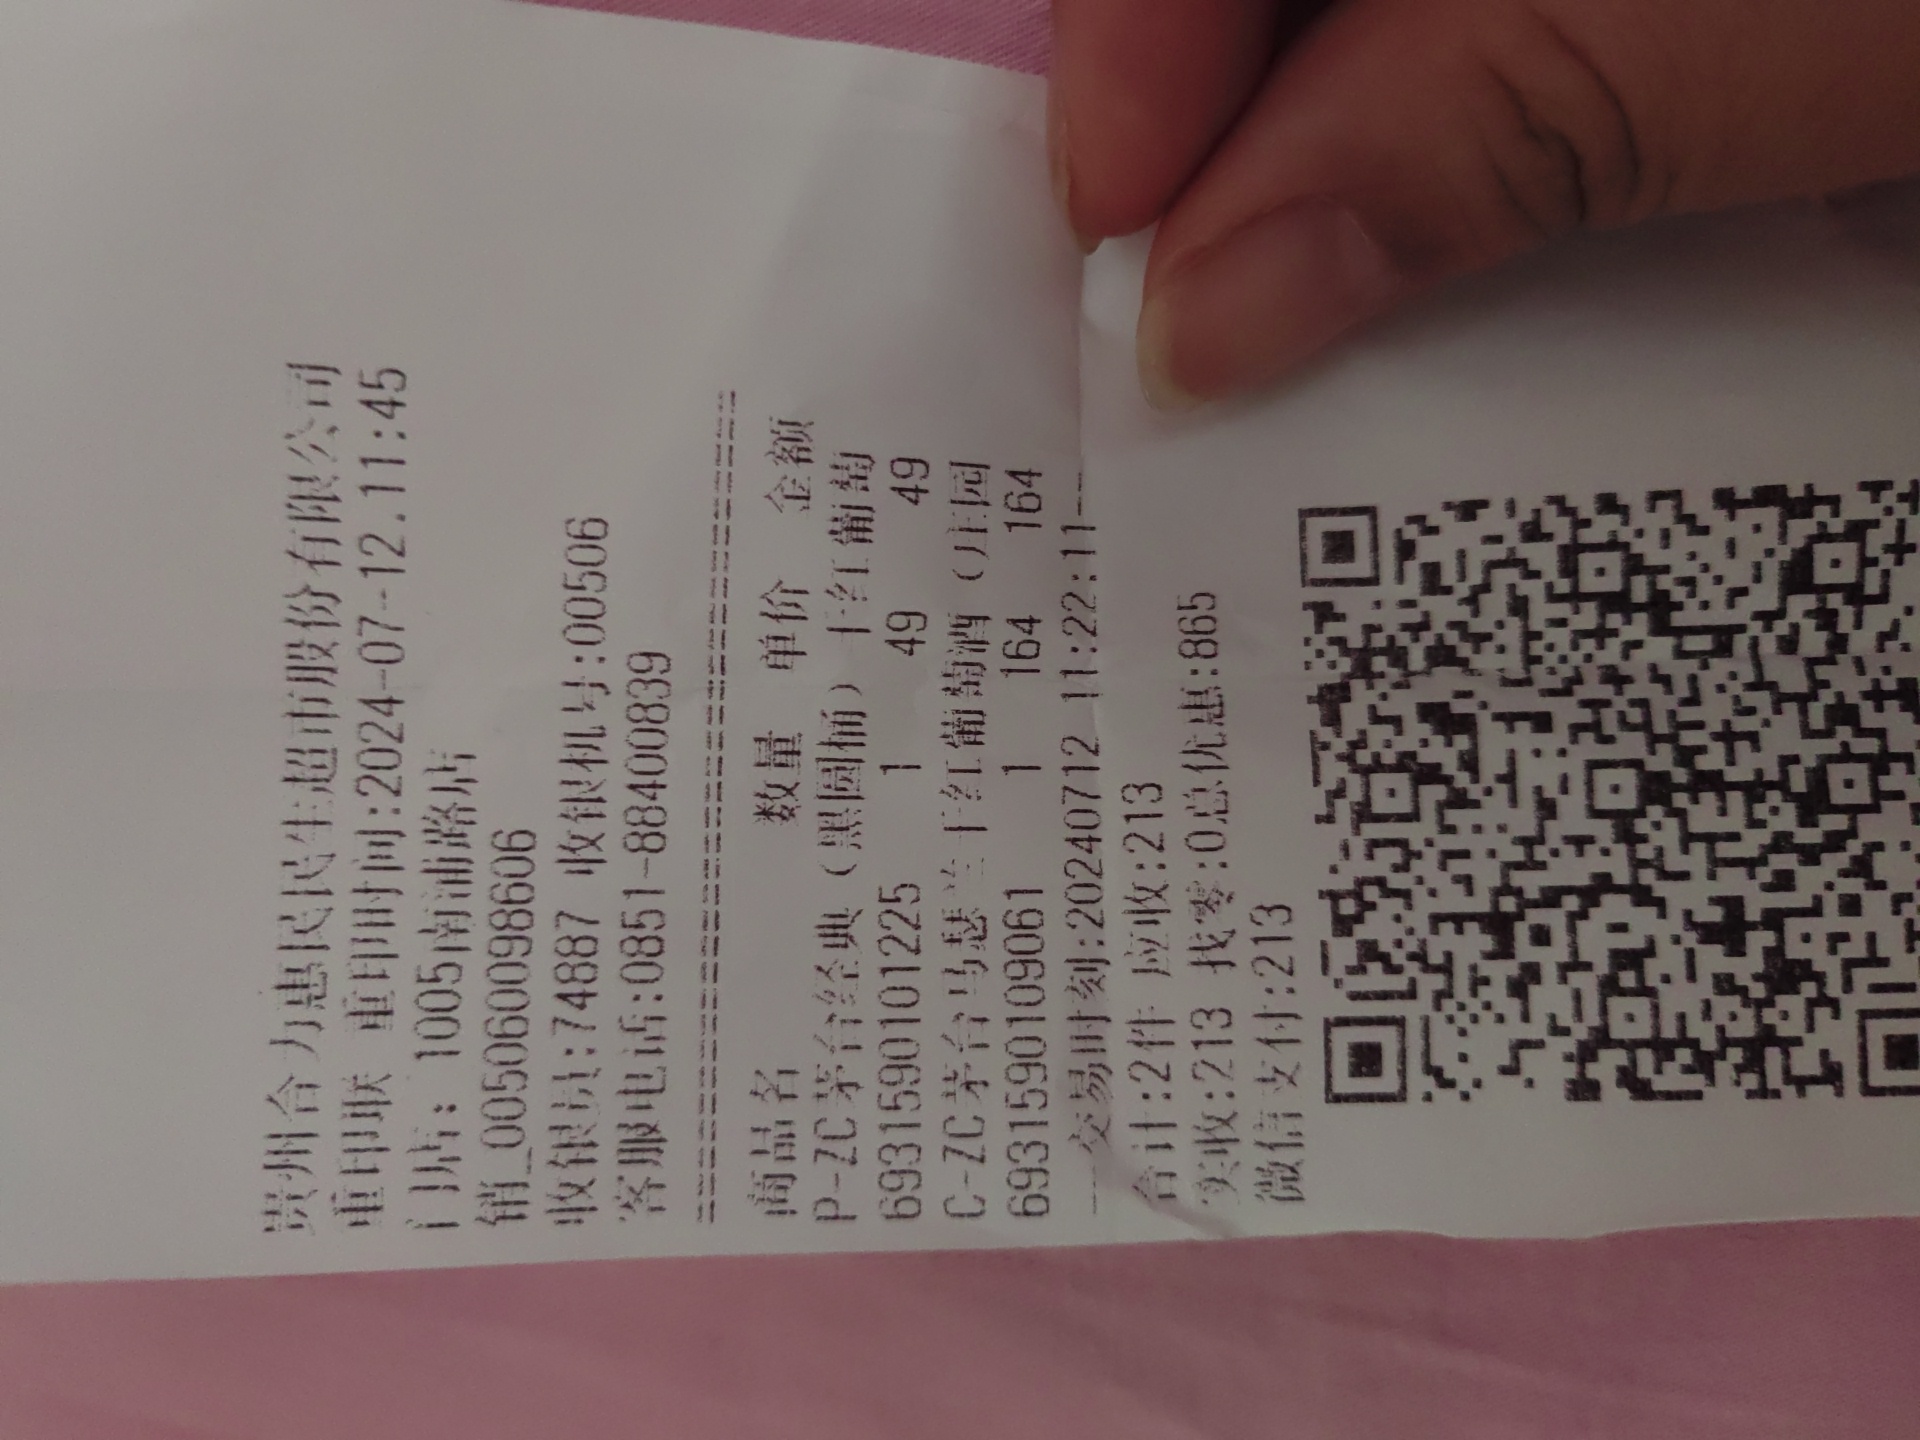 贵州合力惠民民生超市股份有限公司
重印联 重印时间:2024-07-12.11:45
门店: 1005南浦路店
销_005060098606
收银员:74887 收银机号:00506
客服电话:0851-88400839
商品名 数量 单价 金额
P-ZC茅台经典（黑圆桶）干红葡萄
6931590101225 1 49 49
C-ZC茅台马瑟兰干红葡萄酒（庄园
6931590109061 1 164 164
---交易时刻:20240712 11:22:11--
合计:2件 应收:213
实收:213 找零:0总优惠:865
微信支付:213